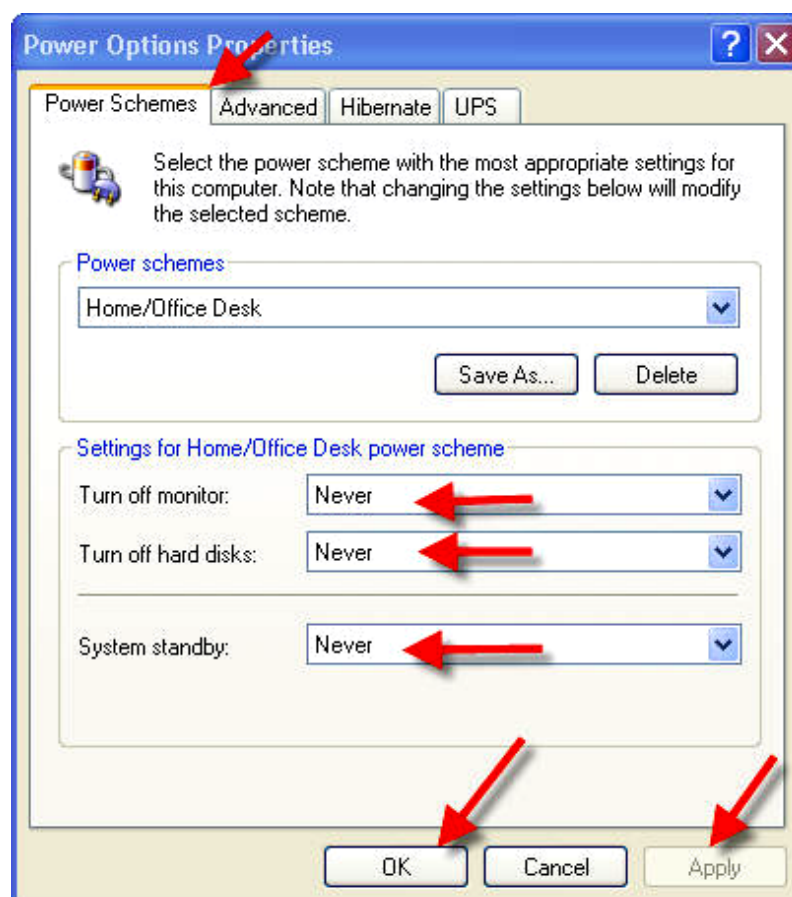 Power Options Properties
Power Schemes Advanced Hibernate UPS
Select the power scheme with the most appropriate settings for
this computer. Note that changing the settings below will modify
the selected scheme.
Power schemes
Home/Office Desk
Save As... Delete
Settings for Home/Office Desk power scheme
Turn off monitor: Never
Turn off hard disks: Never
System standby: Never
OK Cancel Apply